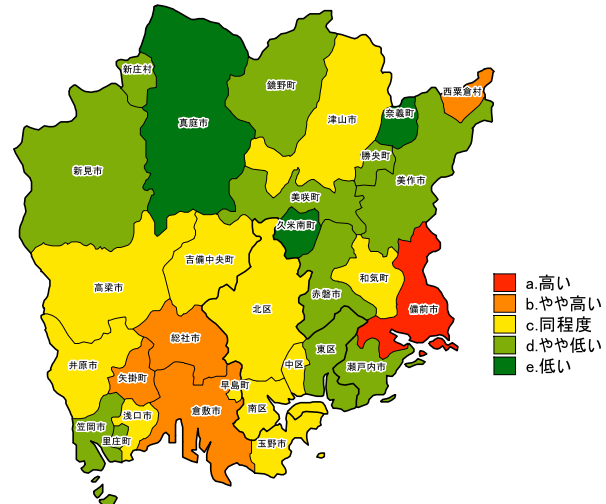 新庄村
鏡野町
西粟倉村
真庭市
津山市
奈義町
勝央町
新見市
美作市
美咲町
久米南町
吉備中央町
和気町
高梁市
赤磐市
北区
備前市
総社市
東区
井原市
中区
瀬戸内市
矢掛町
早島町
倉敷市
南区
浅口市
笠岡市
里庄町
玉野市
a.高い
b.やや高い
c.同程度
d.やや低い
e.低い